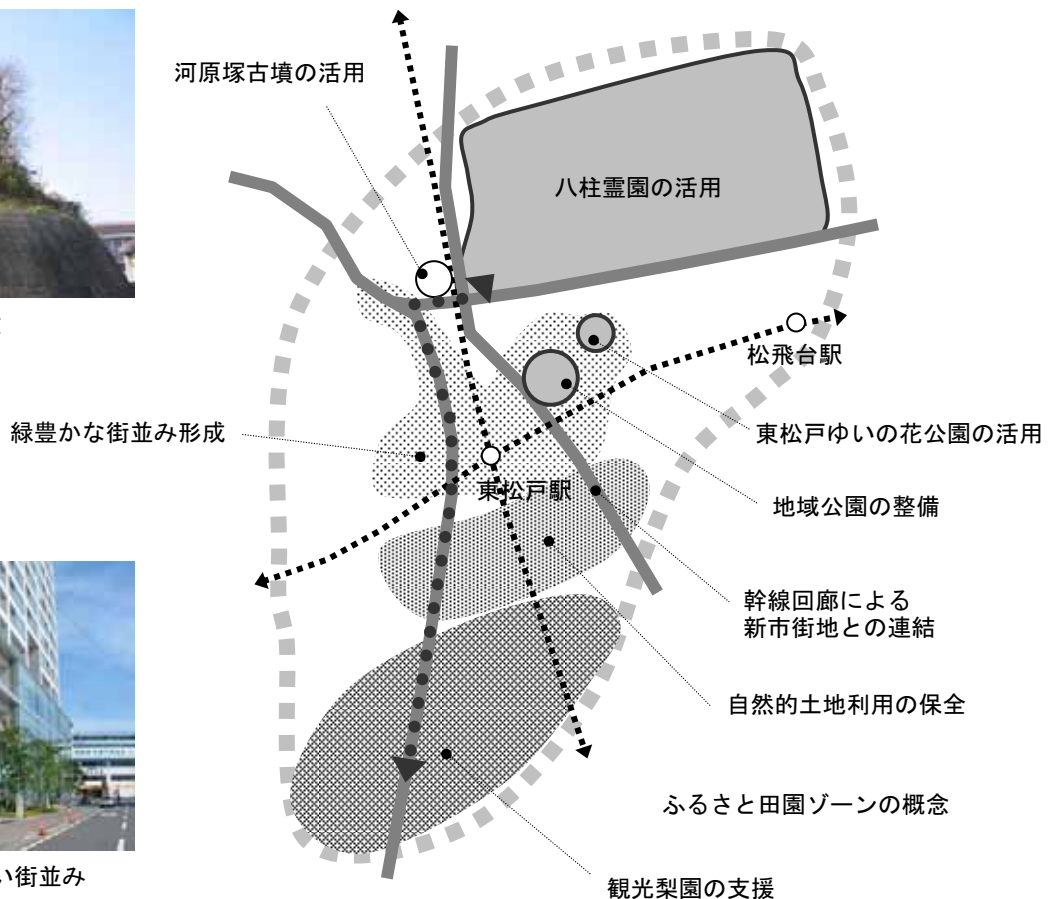 河原塚古墳の活用
八柱霊園の活用
松飛台駅
緑豊かな街並み形成
東松戸ゆいの花公園の活用
東松戸駅
地域公園の整備
幹線回廊による
新市街地との連結
自然的土地利用の保全
ふるさと田園ゾーンの概念
い街並み
観光梨園の支援